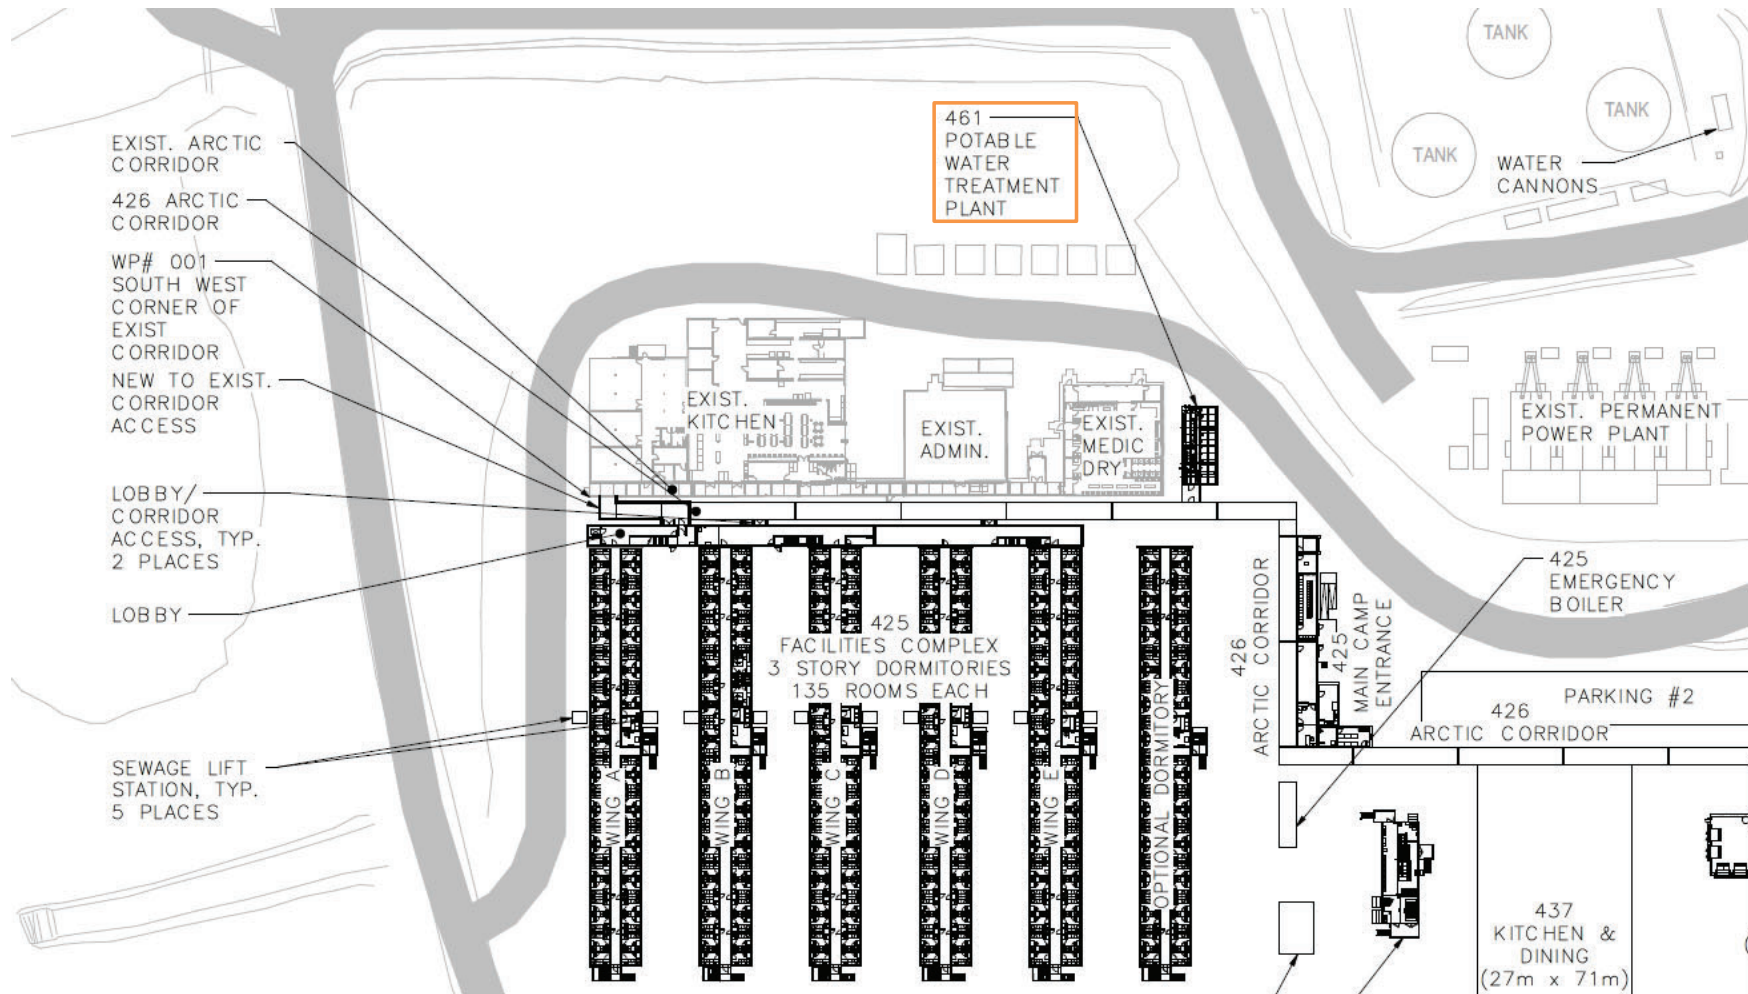 TANK
TANK
TANK
WATER
CANNONS
461
POTABLE
WATER
TREATMENT
PLANT
EXIST. ARCTIC
CORRIDOR
426 ARCTIC
CORRIDOR
WP# 001
SOUTH WEST
CORNER OF
EXIST
CORRIDOR
NEW TO EXIST.
CORRIDOR
ACCESS
LOBBY/
CORRIDOR
ACCESS, TYP.
2 PLACES
LOBBY
SEWAGE LIFT
STATION, TYP.
5 PLACES
EXIST.
KITCHEN
EXIST.
ADMIN.
EXIST.
MEDIC
DRY
EXIST. PERMANENT
POWER PLANT
425
FACILITIES COMPLEX
3 STORY DORMITORIES
135 ROOMS EACH
WING A
WING B
WING C
WING D
WING E
OPTIONAL DORMITORY
426
ARCTIC CORRIDOR
425
MAIN CAMP
ENTRANCE
425
EMERGENCY
BOILER
PARKING #2
426
ARCTIC CORRIDOR
437
KITCHEN &
DINING
(27m x 71m)